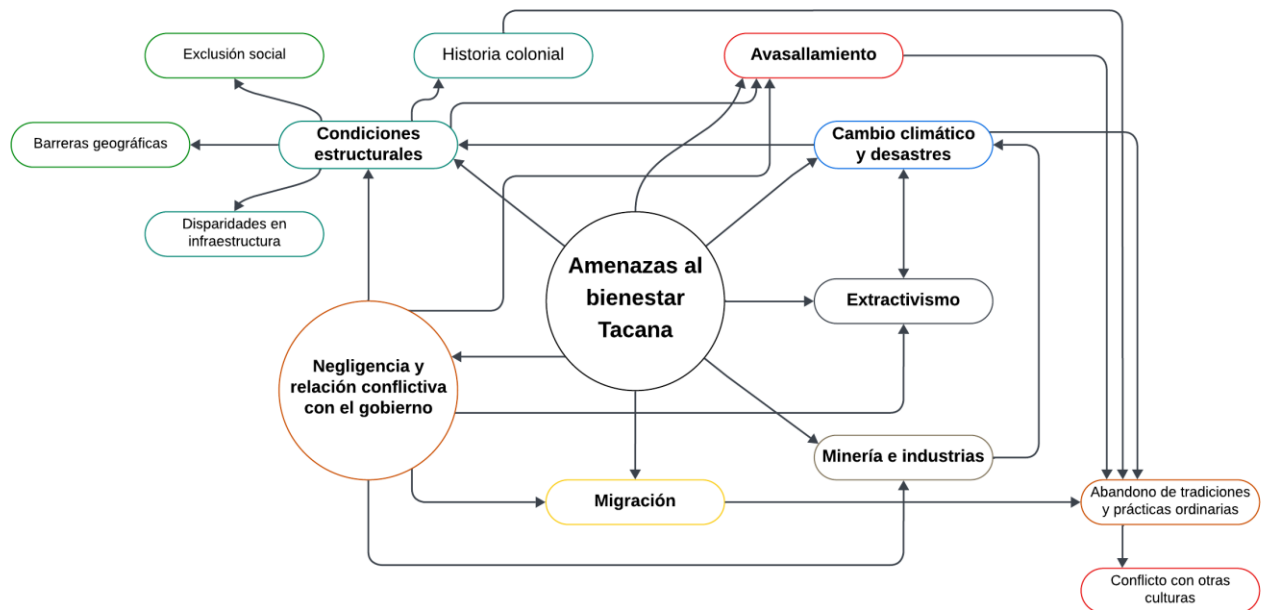 Exclusión social
Historia colonial
Avasallamiento
Barreras geográficas
Condiciones
estructurales
Cambio climático
y desastres
Disparidades en
infraestructura
Amenazas al
bienestar
Tacana
Extractivismo
Negligencia y
relación conflictiva
con el gobierno
Minería e industrias
Migración
Abandono de tradiciones
y prácticas ordinarias
Conflicto con otras
culturas